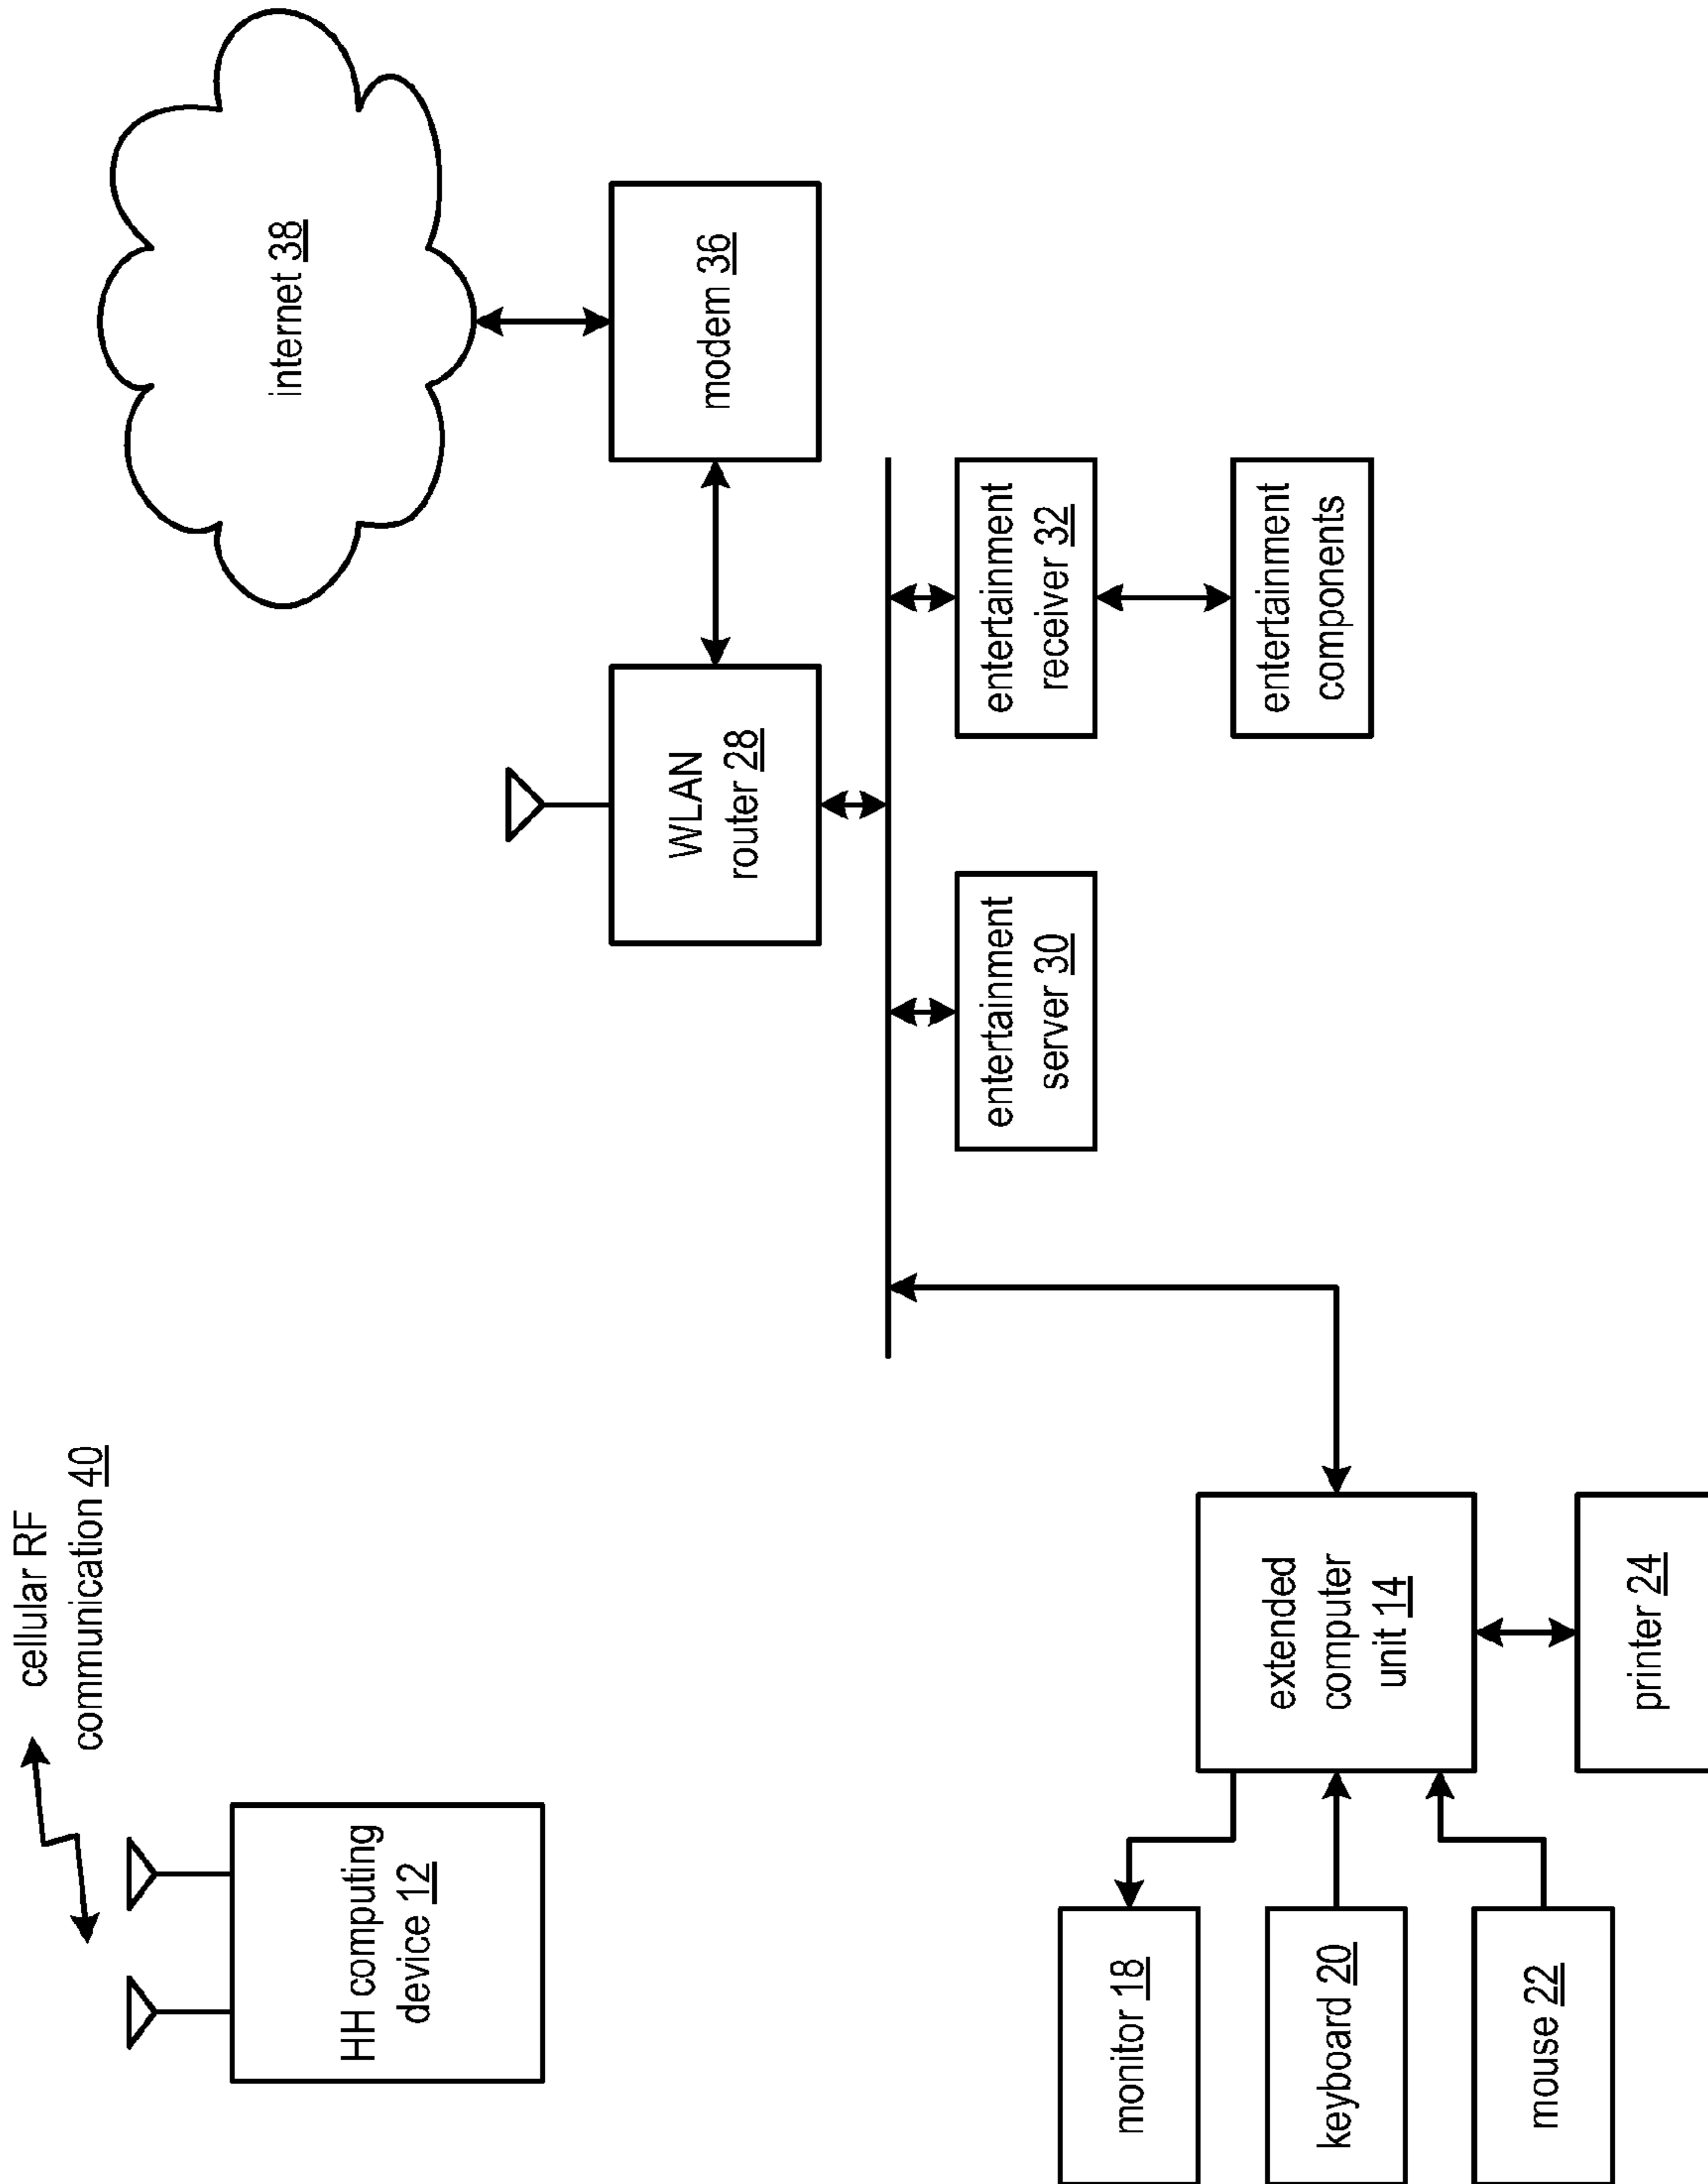 cellular RF
communication 40
HH computing
device 12
internet 38
modem 36
WLAN
router 28
entertainment
server 30
entertainment
receiver 32
entertainment
components
extended
computer
unit 14
monitor 18
keyboard 20
mouse 22
printer 24